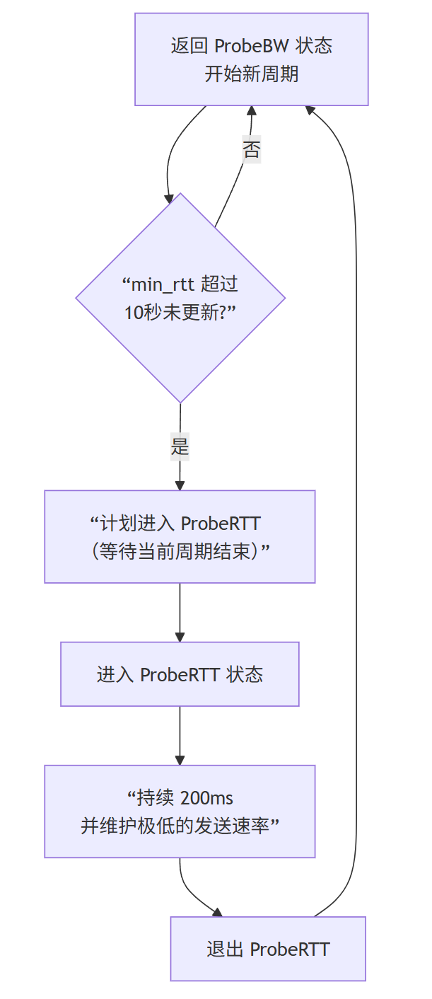 返回 ProbeBW 状态
开始新周期
否
“min_rtt 超过
10秒未更新?”
是
“计划进入 ProbeRTT
（等待当前周期结束）”
进入 ProbeRTT 状态
“持续 200ms
并维护极低的发送速率”
退出 ProbeRTT